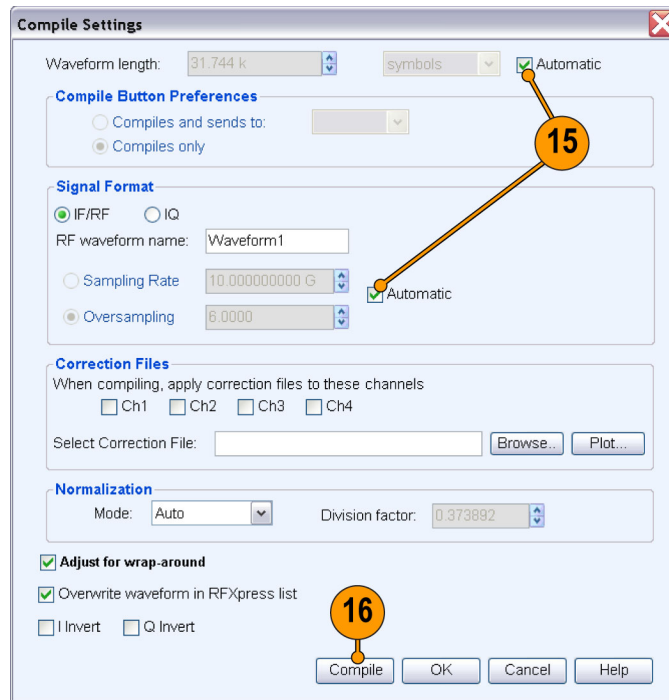 Compile Settings
Waveform length: 31.744 k symbols Automatic
Compile Button Preferences
Compiles and sends to:
Compiles only
15
Signal Format
IF/RF IQ
RF waveform name: Waveform1
Sampling Rate 10.000000000 G
Automatic
Oversampling 6.0000
Correction Files
When compiling, apply correction files to these channels
Ch1 Ch2 Ch3 Ch4
Select Correction File: Browse.. Plot...
Normalization
Mode: Auto Division factor: 0.373892
Adjust for wrap-around
Overwrite waveform in RFXpress list
16
I Invert Q Invert
Compile OK Cancel Help